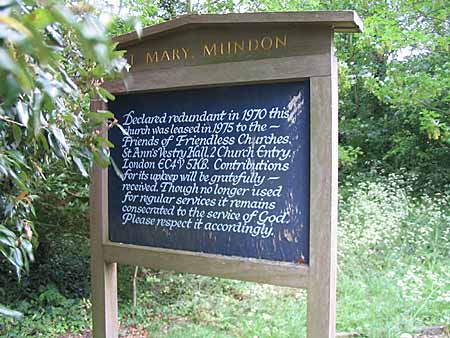 ST MARY, MUNDON
Declared redundant in 1970 this
church was leased in 1975 to the ~
Friends of Friendless Churches,
St. Ann's Vestry Hall, 2 Church Entry,
London EC4V 5HB. Contributions
for its upkeep will be gratefully ~
received. Though no longer used
for regular services it remains
consecrated to the service of God.
Please respect it accordingly.